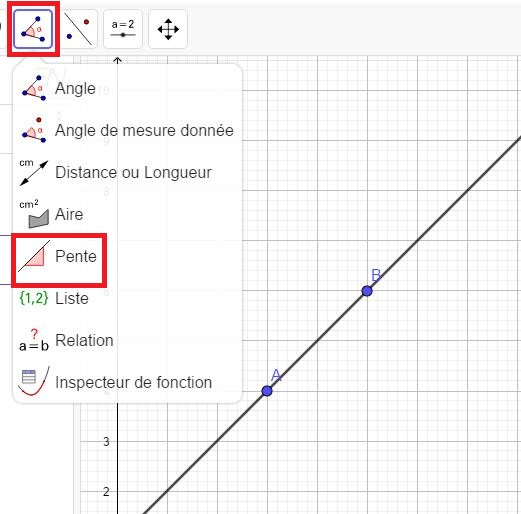 α
a = 2
Angle
α
Angle de mesure donnée
α
cm
Distance ou Longueur
cm²
Aire
Pente
{1,2}
Liste
?
a=b
Relation
Inspecteur de fonction
B
A
3
2